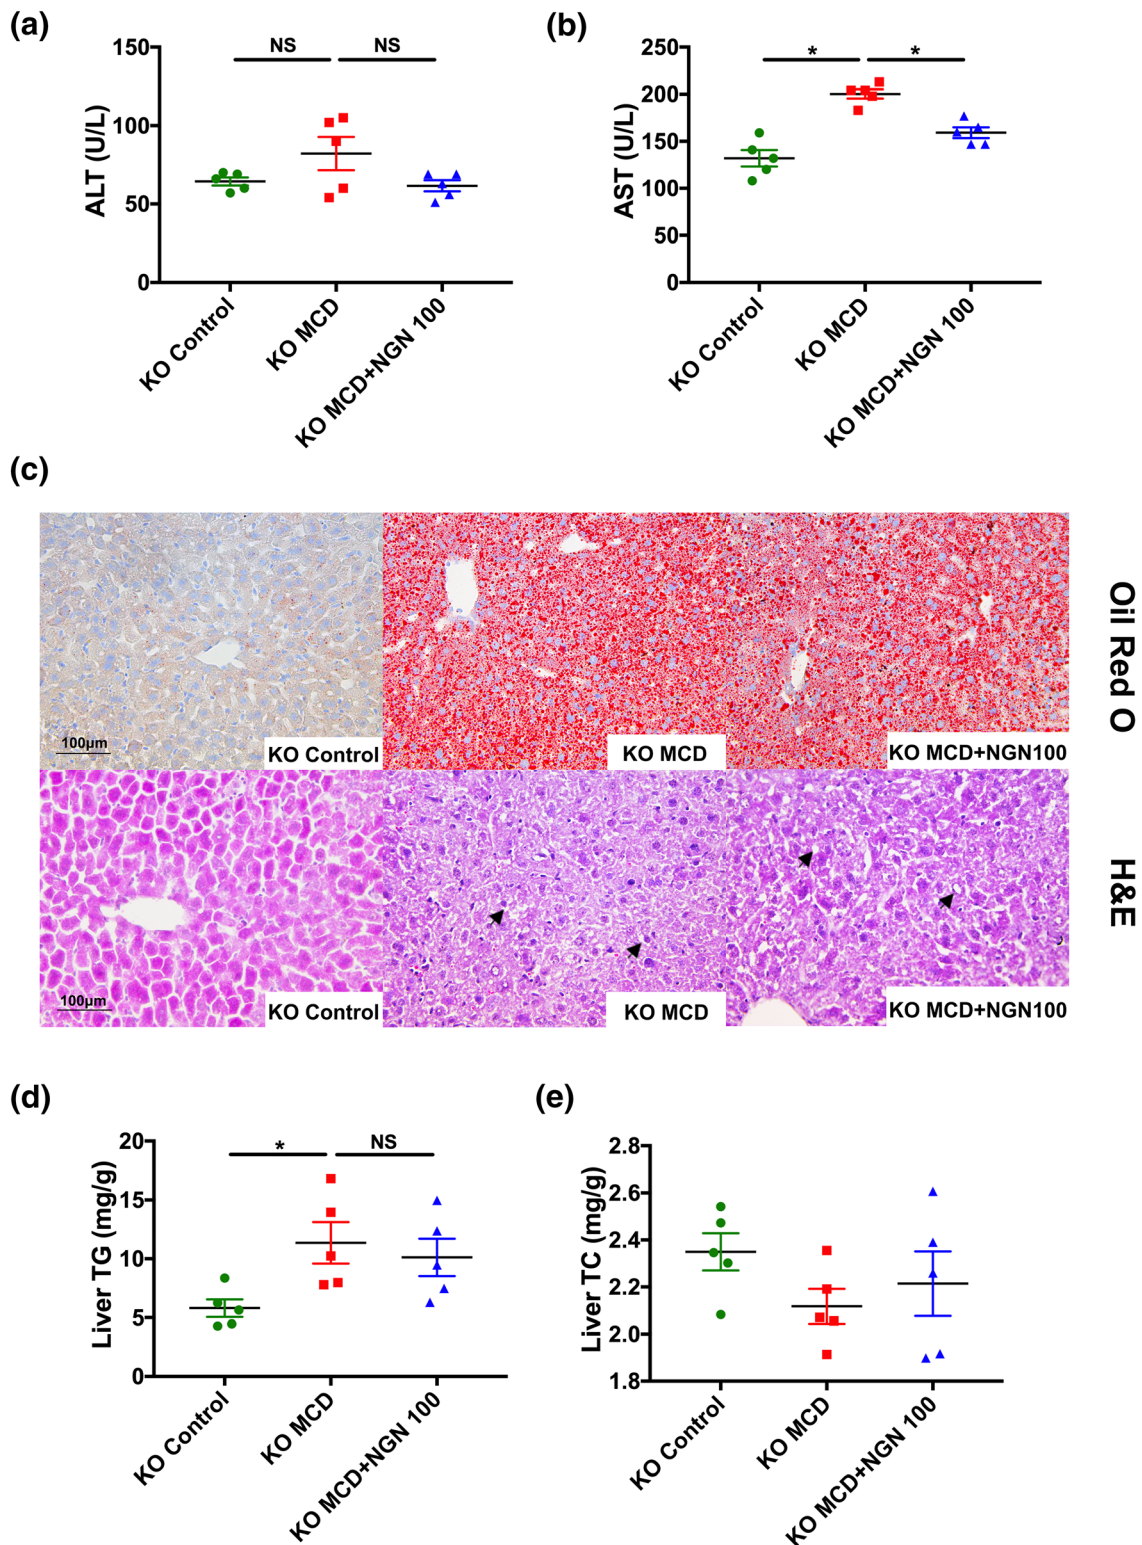 (a)
ALT (U/L)
150
100
50
0
NS
NS
KO Control
KO MCD
KO MCD+NGN 100
(b)
AST (U/L)
250
200
150
100
50
0
*
*
KO Control
KO MCD
KO MCD+NGN 100
(c)
100μm
KO Control
KO MCD
KO MCD+NGN100
Oil Red O
100μm
KO Control
KO MCD
KO MCD+NGN100
H&E
(d)
Liver TG (mg/g)
20
15
10
5
0
*
NS
KO Control
KO MCD
KO MCD+NGN 100
(e)
Liver TC (mg/g)
2.8
2.6
2.4
2.2
2.0
1.8
KO Control
KO MCD
KO MCD+NGN 100